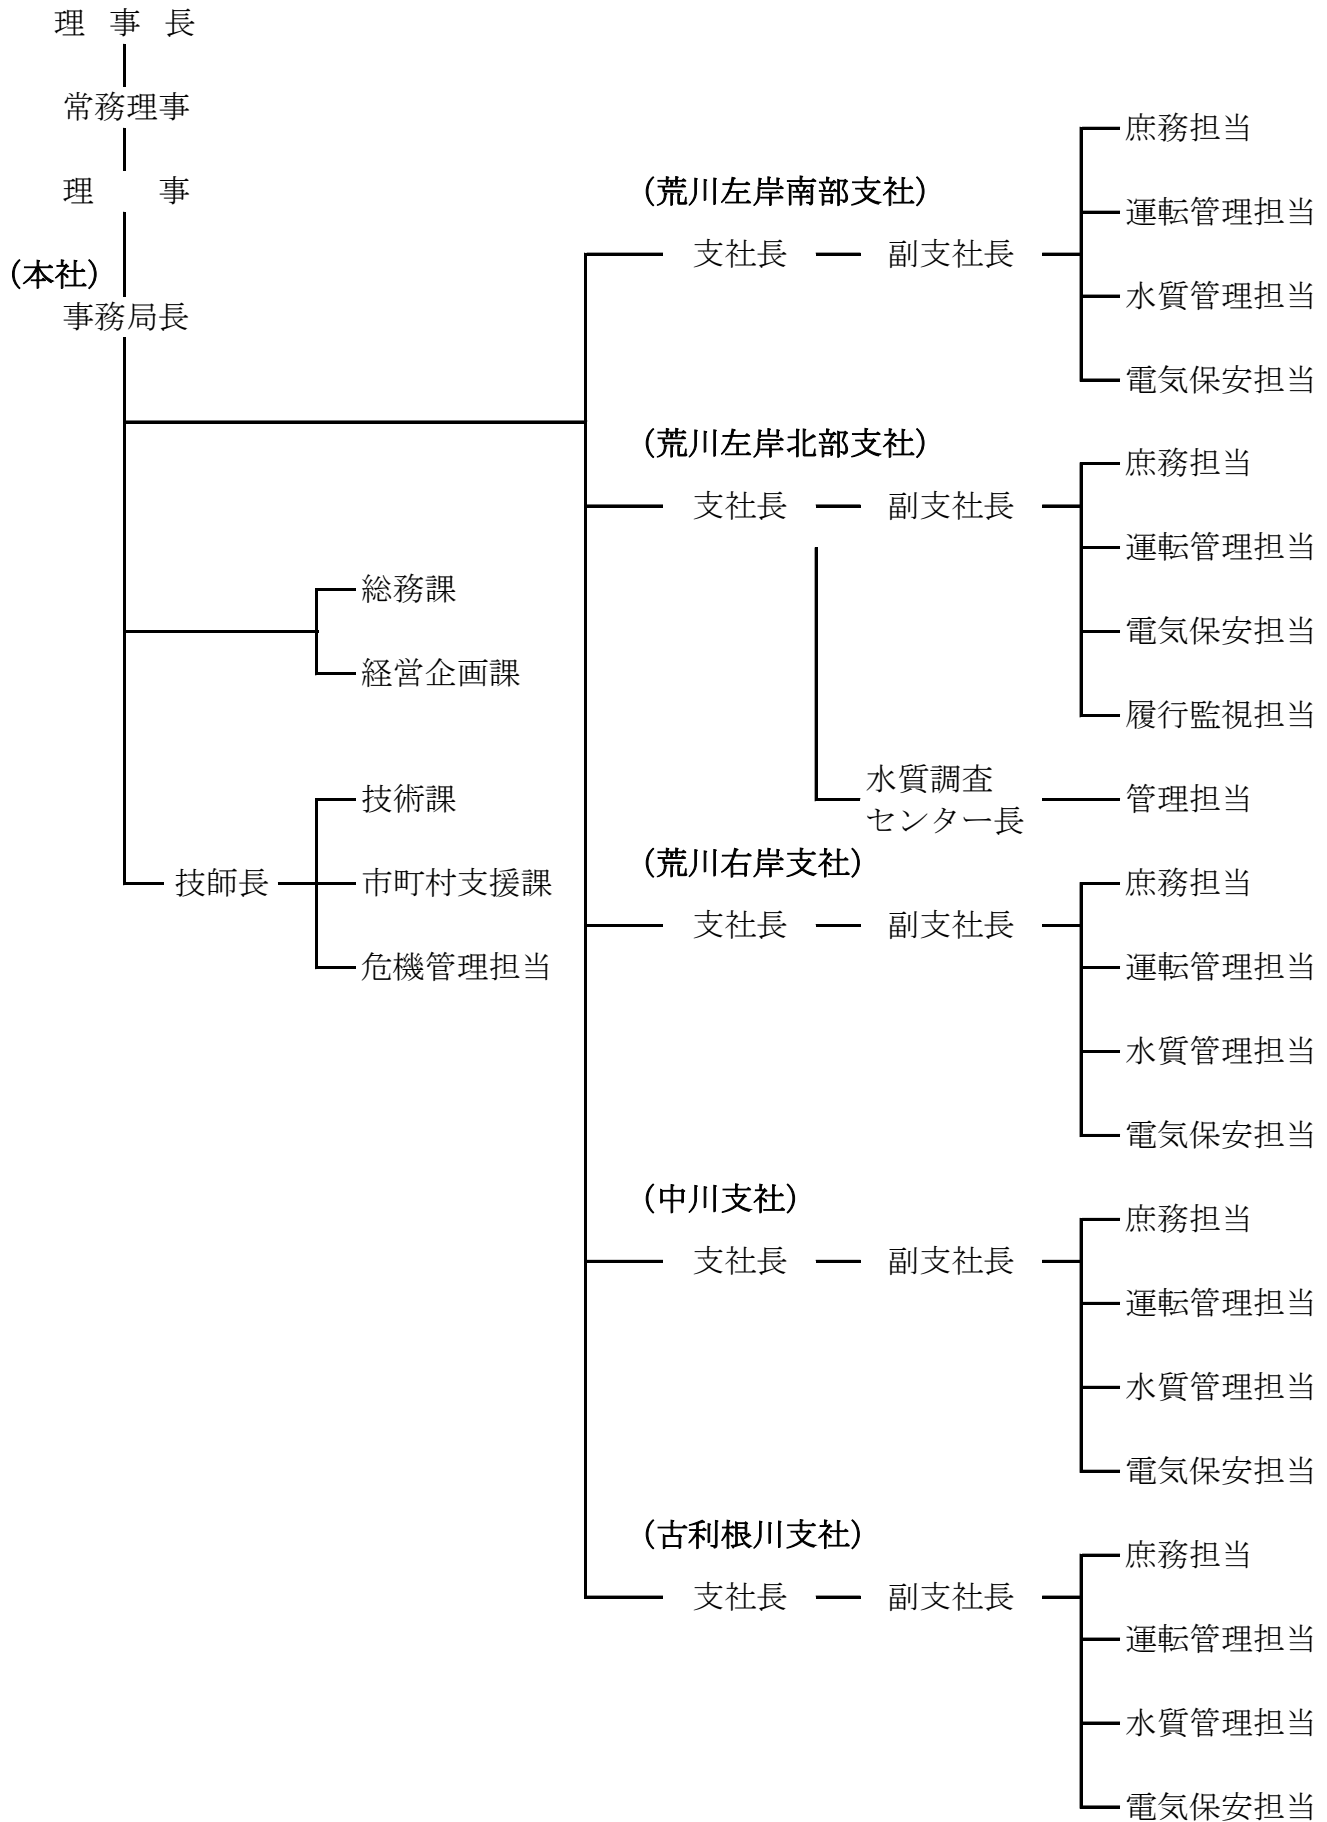 理 事 長
常務理事
理 事
(本社)
事務局長
総務課
経営企画課
技師長
技術課
市町村支援課
危機管理担当
(荒川左岸南部支社)
支社長
副支社長
庶務担当
運転管理担当
水質管理担当
電気保安担当
(荒川左岸北部支社)
支社長
副支社長
庶務担当
運転管理担当
電気保安担当
履行監視担当
水質調査
センター長
管理担当
(荒川右岸支社)
支社長
副支社長
庶務担当
運転管理担当
水質管理担当
電気保安担当
(中川支社)
支社長
副支社長
庶務担当
運転管理担当
水質管理担当
電気保安担当
(古利根川支社)
支社長
副支社長
庶務担当
運転管理担当
水質管理担当
電気保安担当